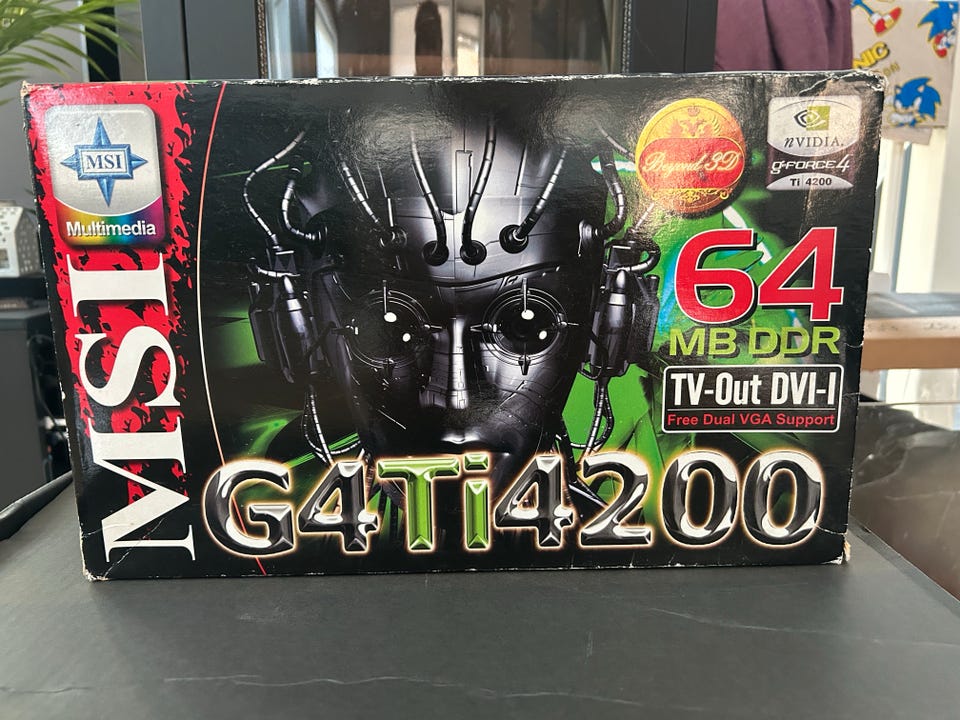 MSI
Multimedia
MSI
Beyond-3D
nVIDIA.
GFORCE4
Ti 4200
64
MB DDR
TV-Out DVI-I
Free Dual VGA Support
G4Ti4200